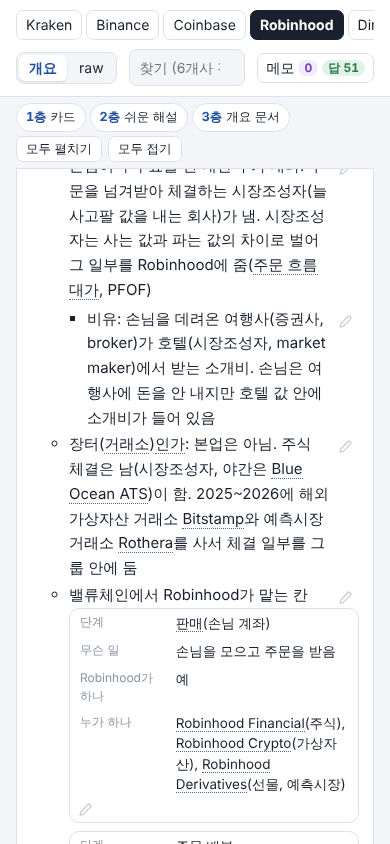 Kraken Binance Coinbase Robinhood
개요 raw 찾기 (6개사 메모 0 답 51
1층 카드 2층 쉬운 해설 3층 개요 문서
모두 펼치기 모두 접기
문을 넘겨받아 체결하는 시장조성자(늘
사고팔 값을 내는 회사)가 냄. 시장조성
자는 사는 값과 파는 값의 차이로 벌어
그 일부를 Robinhood에 줌(주문 흐름
대가, PFOF)
▪ 비유: 손님을 데려온 여행사(증권사,
broker)가 호텔(시장조성자, market
maker)에서 받는 소개비. 손님은 여
행사에 돈을 안 내지만 호텔 값 안에
소개비가 들어 있음
○ 장터(거래소)인가: 본업은 아님. 주식
체결은 남(시장조성자, 야간은 Blue
Ocean ATS)이 함. 2025~2026에 해외
가상자산 거래소 Bitstamp와 예측시장
거래소 Rothera를 사서 체결 일부를 그
룹 안에 둠
○ 밸류체인에서 Robinhood가 맡는 칸
단계 판매(손님 계좌)
무슨 일 손님을 모으고 주문을 받음
Robinhood가 예
하나
누가 하나 Robinhood Financial(주식),
Robinhood Crypto(가상자
산), Robinhood
Derivatives(선물, 예측시장)